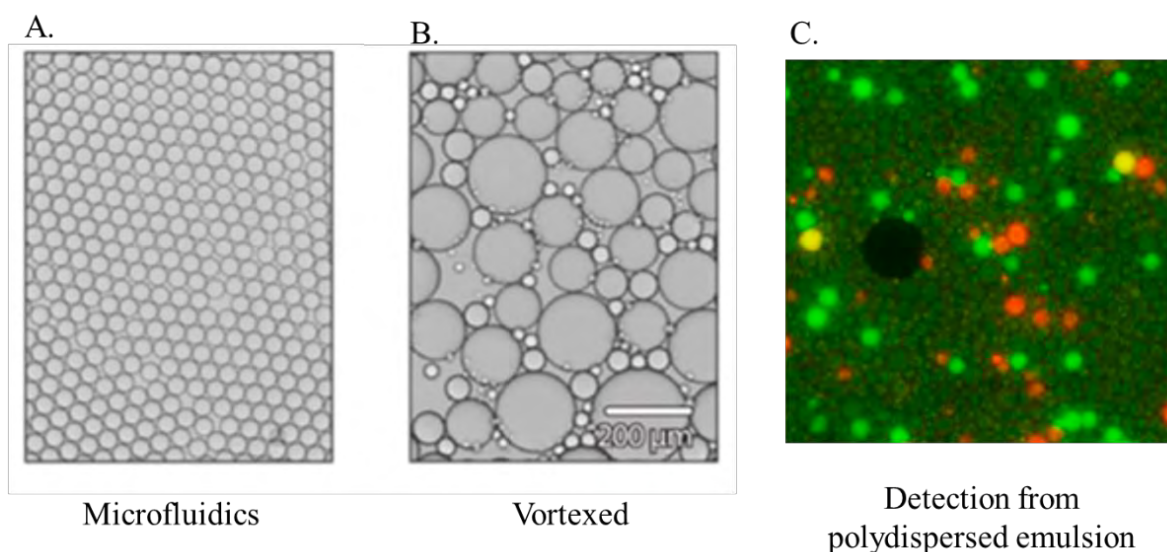 A.
B.
C.
200 µm
Microfluidics
Vortexed
Detection from
polydispersed emulsion